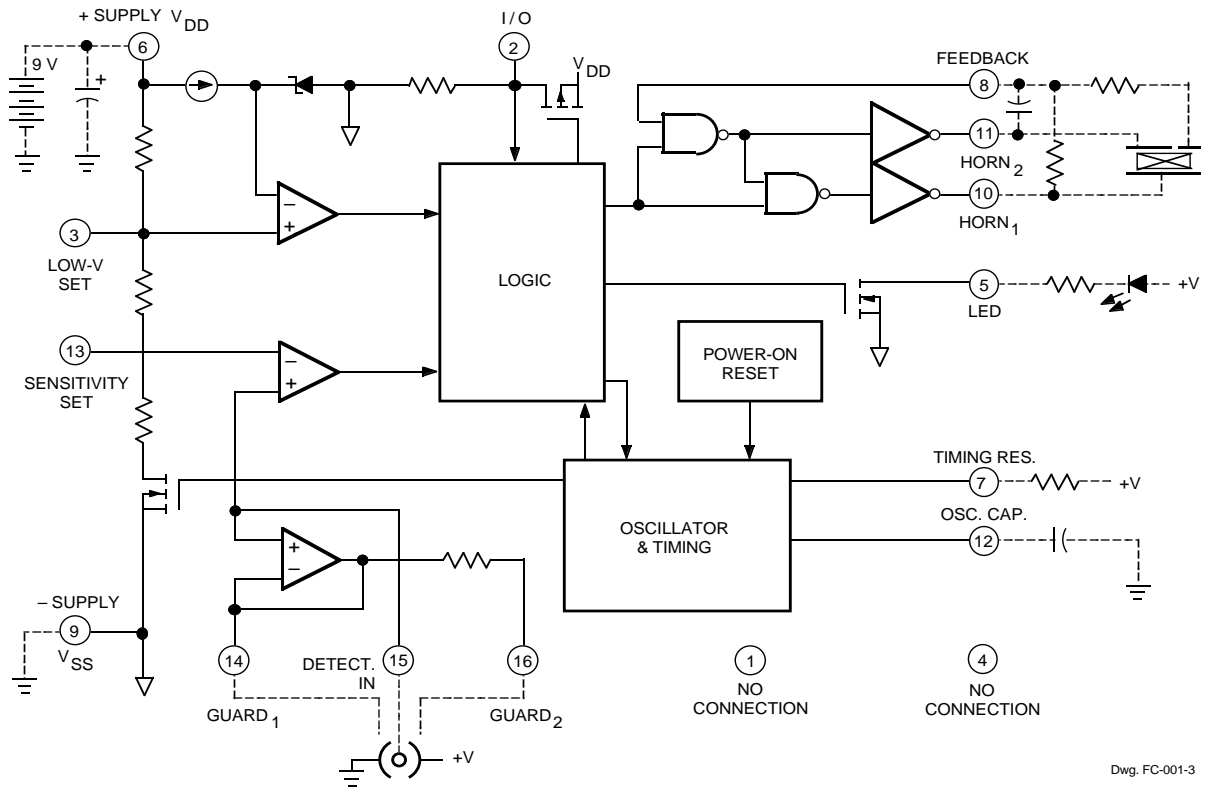 + SUPPLY V DD
6
I / O
2
9 V
+
V DD
FEEDBACK
8
11
HORN 2
10
HORN 1
3
LOW-V
SET
−
+
LOGIC
5
LED
+V
13
SENSITIVITY
SET
−
+
POWER-ON
RESET
TIMING RES.
7
+V
OSC. CAP.
12
OSCILLATOR
& TIMING
+
−
− SUPPLY
9
V SS
14
DETECT.
IN
15
16
GUARD 1
GUARD 2
+V
1
NO
CONNECTION
4
NO
CONNECTION
Dwg. FC-001-3